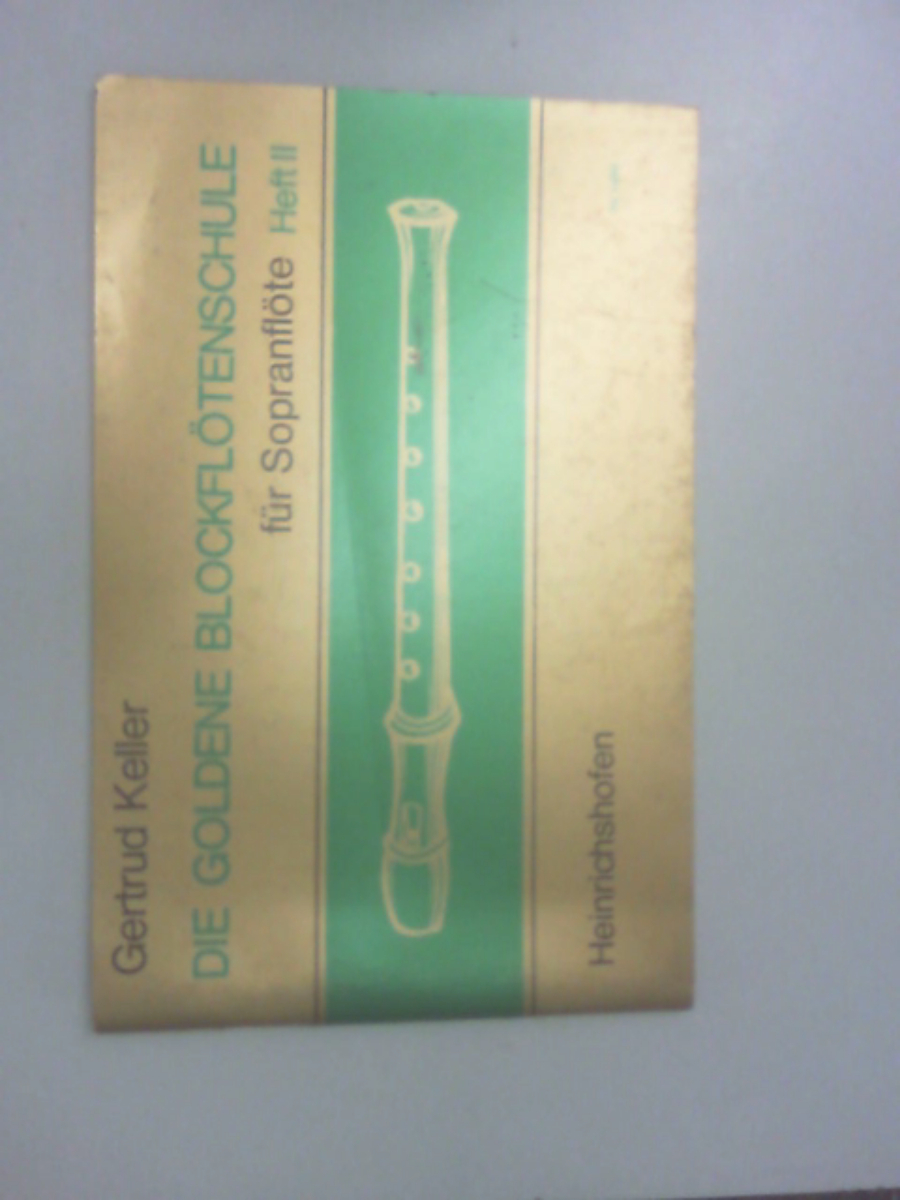 Gertrud Keller
DIE GOLDENE BLOCKFLÖTENSCHULE
für Sopranflöte Heft II
Heinrichshofen